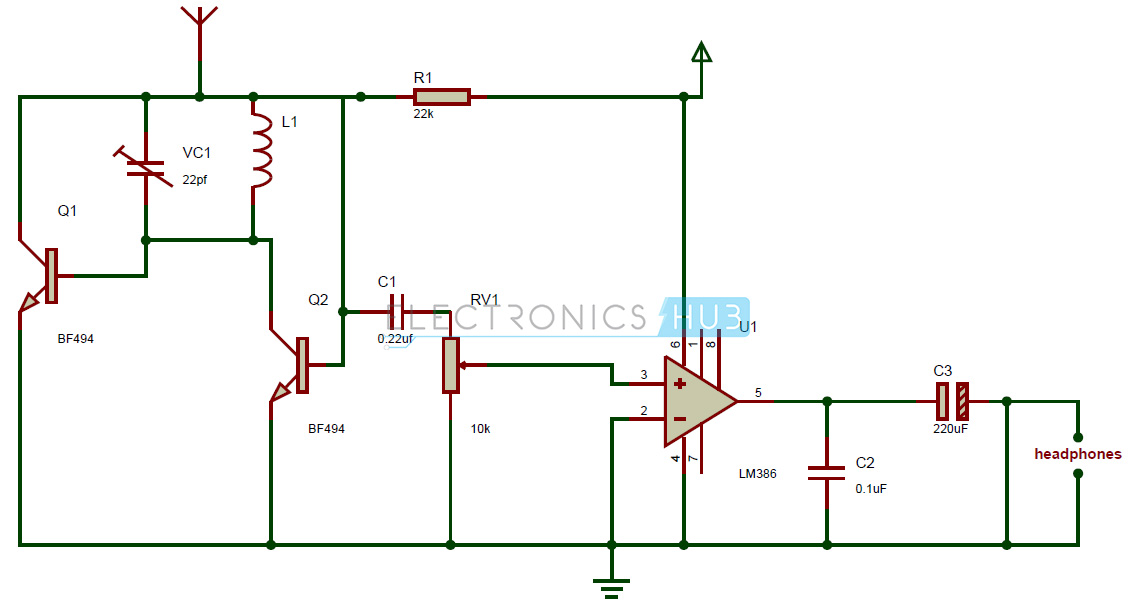 R1
22k
L1
VC1
22pf
Q1
BF494
Q2
BF494
C1
0.22uf
RV1
10k
ELECTRONICS HUB
U1
6
1
8
3
2
5
4
7
LM386
C3
220uF
C2
0.1uF
headphones